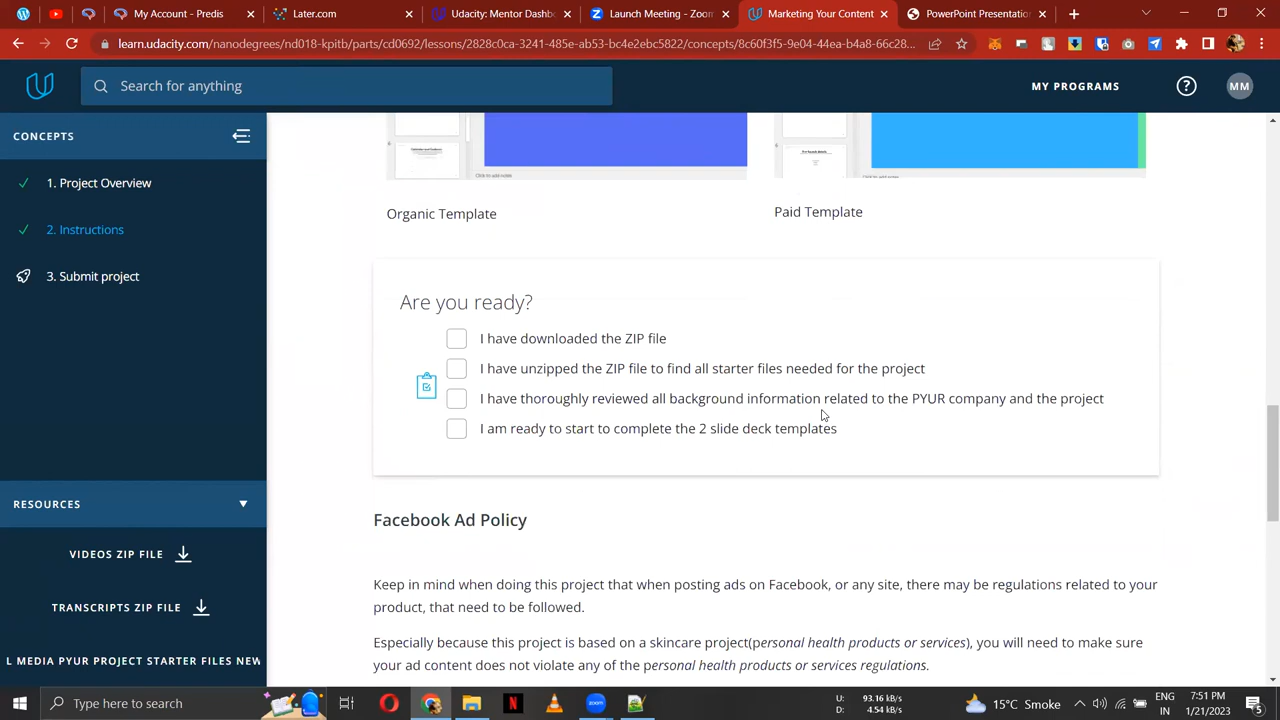 My Account - Predis
Later.com
Udacity: Mentor Dashb
Launch Meeting - Zoom
Marketing Your Content
PowerPoint Presentation
learn.udacity.com/nanodegrees/nd018-kpitb/parts/cd0692/lessons/2828c0ca-3241-485e-ab53-bc4e2ebc5822/concepts/8c60f3f5-9e04-44ea-b4a8-66c28...
Search for anything
MY PROGRAMS
MM
CONCEPTS
1. Project Overview
2. Instructions
3. Submit project
RESOURCES
VIDEOS ZIP FILE
TRANSCRIPTS ZIP FILE
L MEDIA PYUR PROJECT STARTER FILES NEW
Click to add notes
Organic Template
Paid Template
Are you ready?
I have downloaded the ZIP file
I have unzipped the ZIP file to find all starter files needed for the project
I have thoroughly reviewed all background information related to the PYUR company and the project
I am ready to start to complete the 2 slide deck templates
Facebook Ad Policy
Keep in mind when doing this project that when posting ads on Facebook, or any site, there may be regulations related to your
product, that need to be followed.
Especially because this project is based on a skincare project(personal health products or services), you will need to make sure
your ad content does not violate any of the personal health products or services regulations.
Type here to search
U: 93.16 kB/s
D: 4.54 kB/s
15°C Smoke
ENG
IN
7:51 PM
1/21/2023
5